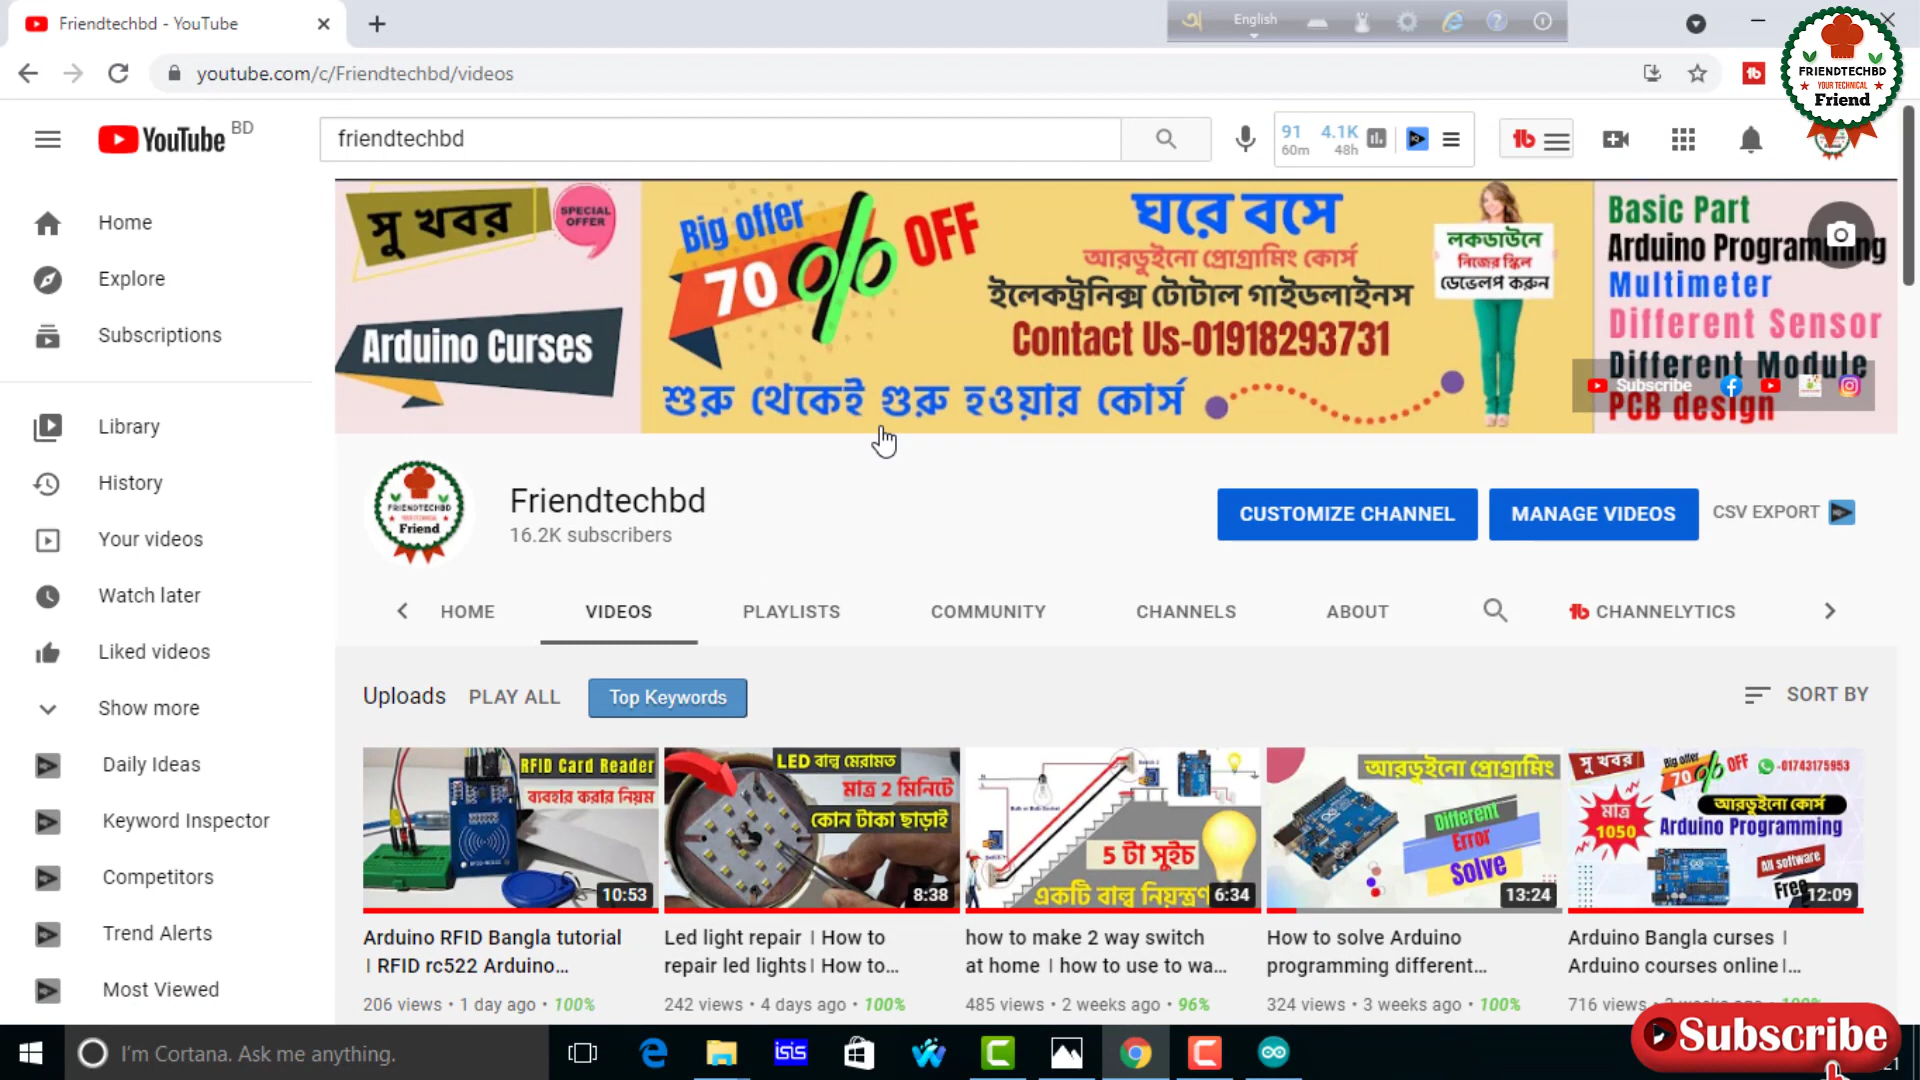 Friendtechbd - YouTube
English
youtube.com/c/Friendtechbd/videos
FRIENDTECHBD
YOUR TECHNICAL
Friend
YouTube BD
friendtechbd
91 4.1K
60m 48h
Home
Explore
Subscriptions
Library
History
Your videos
Watch later
Liked videos
Show more
Daily Ideas
Keyword Inspector
Competitors
Trend Alerts
Most Viewed
সু খবর
SPECIAL
OFFER
Arduino Curses
Big offer
70 % OFF
ঘরে বসে
আরডুইনো প্রোগ্রামিং কোর্স
ইলেকট্রনিক্স টোটাল গাইডলাইনস
Contact Us-01918293731
শুরু থেকেই গুরু হওয়ার কোর্স
লকডাউনে
নিজের স্কিল
ডেভেলপ করুন
Basic Part
Arduino Programming
Multimeter
Different Sensor
Different Module
PCB design
Subscribe
FRIENDTECHBD
Friend
Friendtechbd
16.2K subscribers
CUSTOMIZE CHANNEL
MANAGE VIDEOS
CSV EXPORT
HOME VIDEOS PLAYLISTS COMMUNITY CHANNELS ABOUT CHANNELYTICS
Uploads PLAY ALL Top Keywords SORT BY
RFID Card Reader
ব্যবহার করার নিয়ম
10:53
LED বাল্ব মেরামত
মাত্র 2 মিনিটে
কোন টাকা ছাড়াই
8:38
5 টা সুইচ
একটি বাল্ব নিয়ন্ত্রণ
6:34
আরডুইনো প্রোগ্রামিং
Different
Error
Solve
13:24
সু খবর
Big offer
70% OFF
-01743175953
মাত্র
1050
আরডুইনো কোর্স
Arduino Programming
All software
Free
12:09
Arduino RFID Bangla tutorial
| RFID rc522 Arduino...
206 views • 1 day ago • 100%
Led light repair | How to
repair led lights| How to...
242 views • 4 days ago • 100%
how to make 2 way switch
at home | how to use to wa...
485 views • 2 weeks ago • 96%
How to solve Arduino
programming different...
324 views • 3 weeks ago • 100%
Arduino Bangla curses |
Arduino courses online|...
716 views
Subscribe
I'm Cortana. Ask me anything.
isis
21